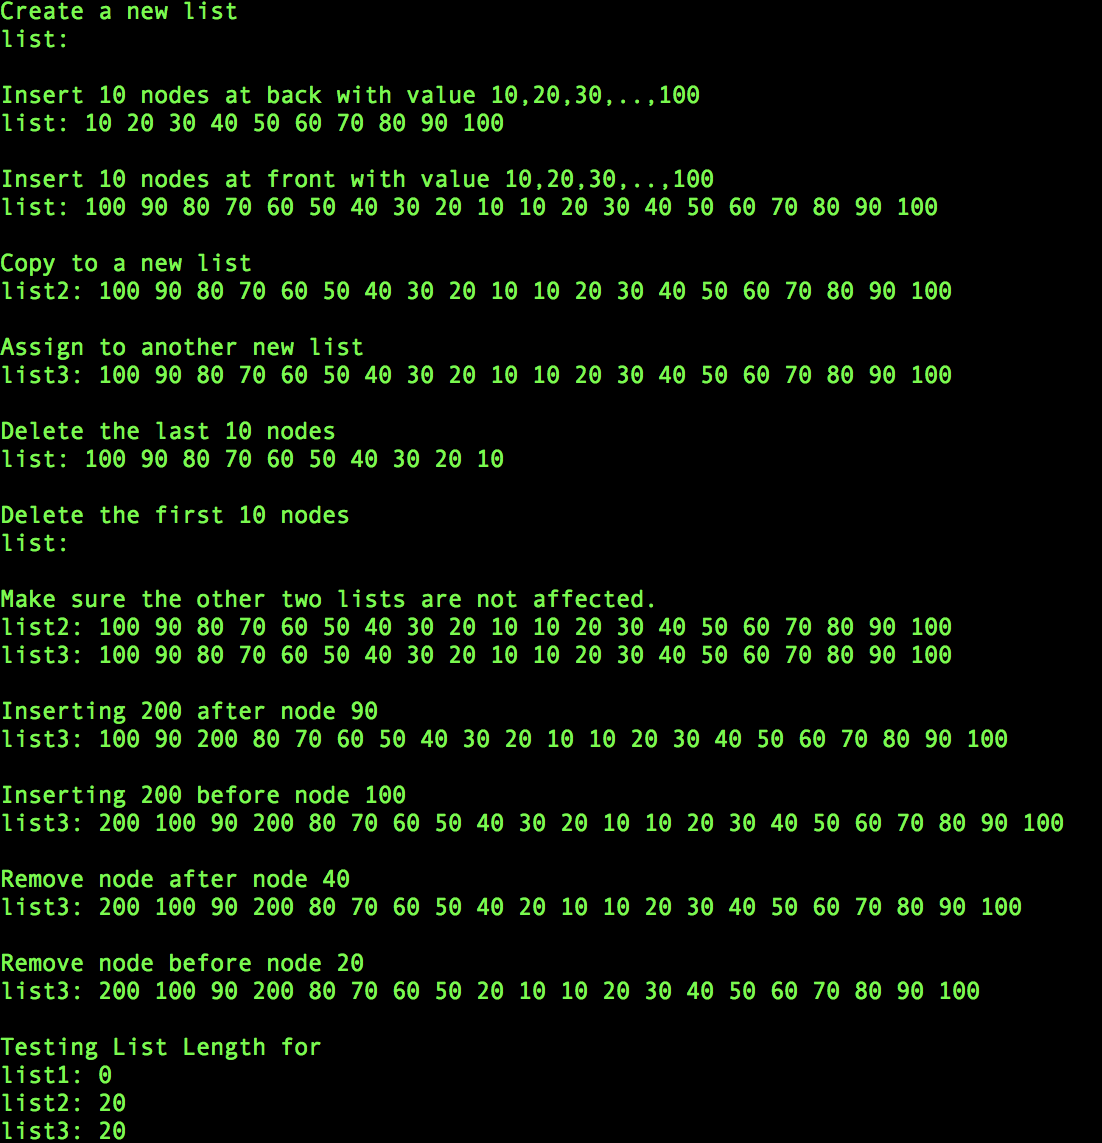 Create a new list
list:
Insert 10 nodes at back with value 10,20,30,..,100
list: 10 20 30 40 50 60 70 80 90 100
Insert 10 nodes at front with value 10,20,30,..,100
list: 100 90 80 70 60 50 40 30 20 10 10 20 30 40 50 60 70 80 90 100
Copy to a new list
list2: 100 90 80 70 60 50 40 30 20 10 10 20 30 40 50 60 70 80 90 100
Assign to another new list
list3: 100 90 80 70 60 50 40 30 20 10 10 20 30 40 50 60 70 80 90 100
Delete the last 10 nodes
list: 100 90 80 70 60 50 40 30 20 10
Delete the first 10 nodes
list:
Make sure the other two lists are not affected.
list2: 100 90 80 70 60 50 40 30 20 10 10 20 30 40 50 60 70 80 90 100
list3: 100 90 80 70 60 50 40 30 20 10 10 20 30 40 50 60 70 80 90 100
Inserting 200 after node 90
list3: 100 90 200 80 70 60 50 40 30 20 10 10 20 30 40 50 60 70 80 90 100
Inserting 200 before node 100
list3: 200 100 90 200 80 70 60 50 40 30 20 10 10 20 30 40 50 60 70 80 90 100
Remove node after node 40
list3: 200 100 90 200 80 70 60 50 40 20 10 10 20 30 40 50 60 70 80 90 100
Remove node before node 20
list3: 200 100 90 200 80 70 60 50 20 10 10 20 30 40 50 60 70 80 90 100
Testing List Length for
list1: 0
list2: 20
list3: 20